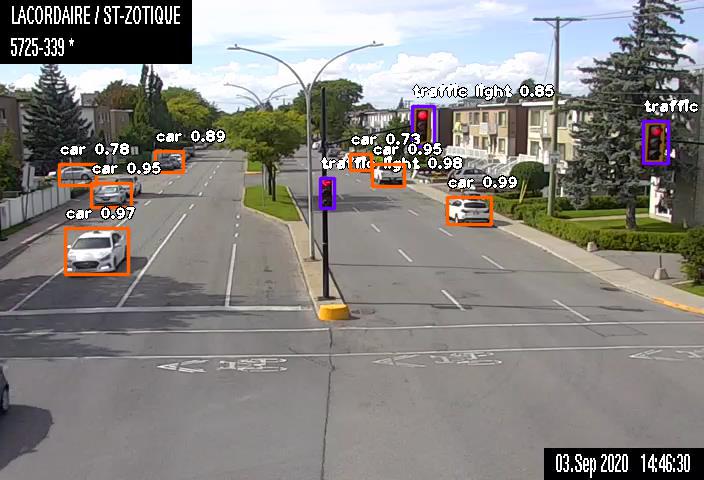 LACORDAIRE / ST-ZOTIQUE
5725-339 *
traffic light 0.85
traffic
car 0.78
car 0.89
car 0.73
car 0.95
car 0.95
traffic light 0.98
car 0.99
car 0.97
03.Sep 2020 14:46:30